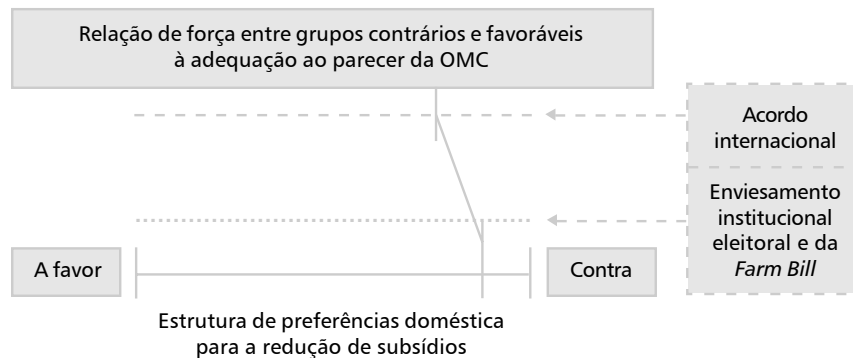 Relação de força entre grupos contrários e favoráveis
à adequação ao parecer da OMC
Acordo
internacional
Enviesamento
institucional
eleitoral e da
Farm Bill
A favor
Contra
Estrutura de preferências doméstica
para a redução de subsídios